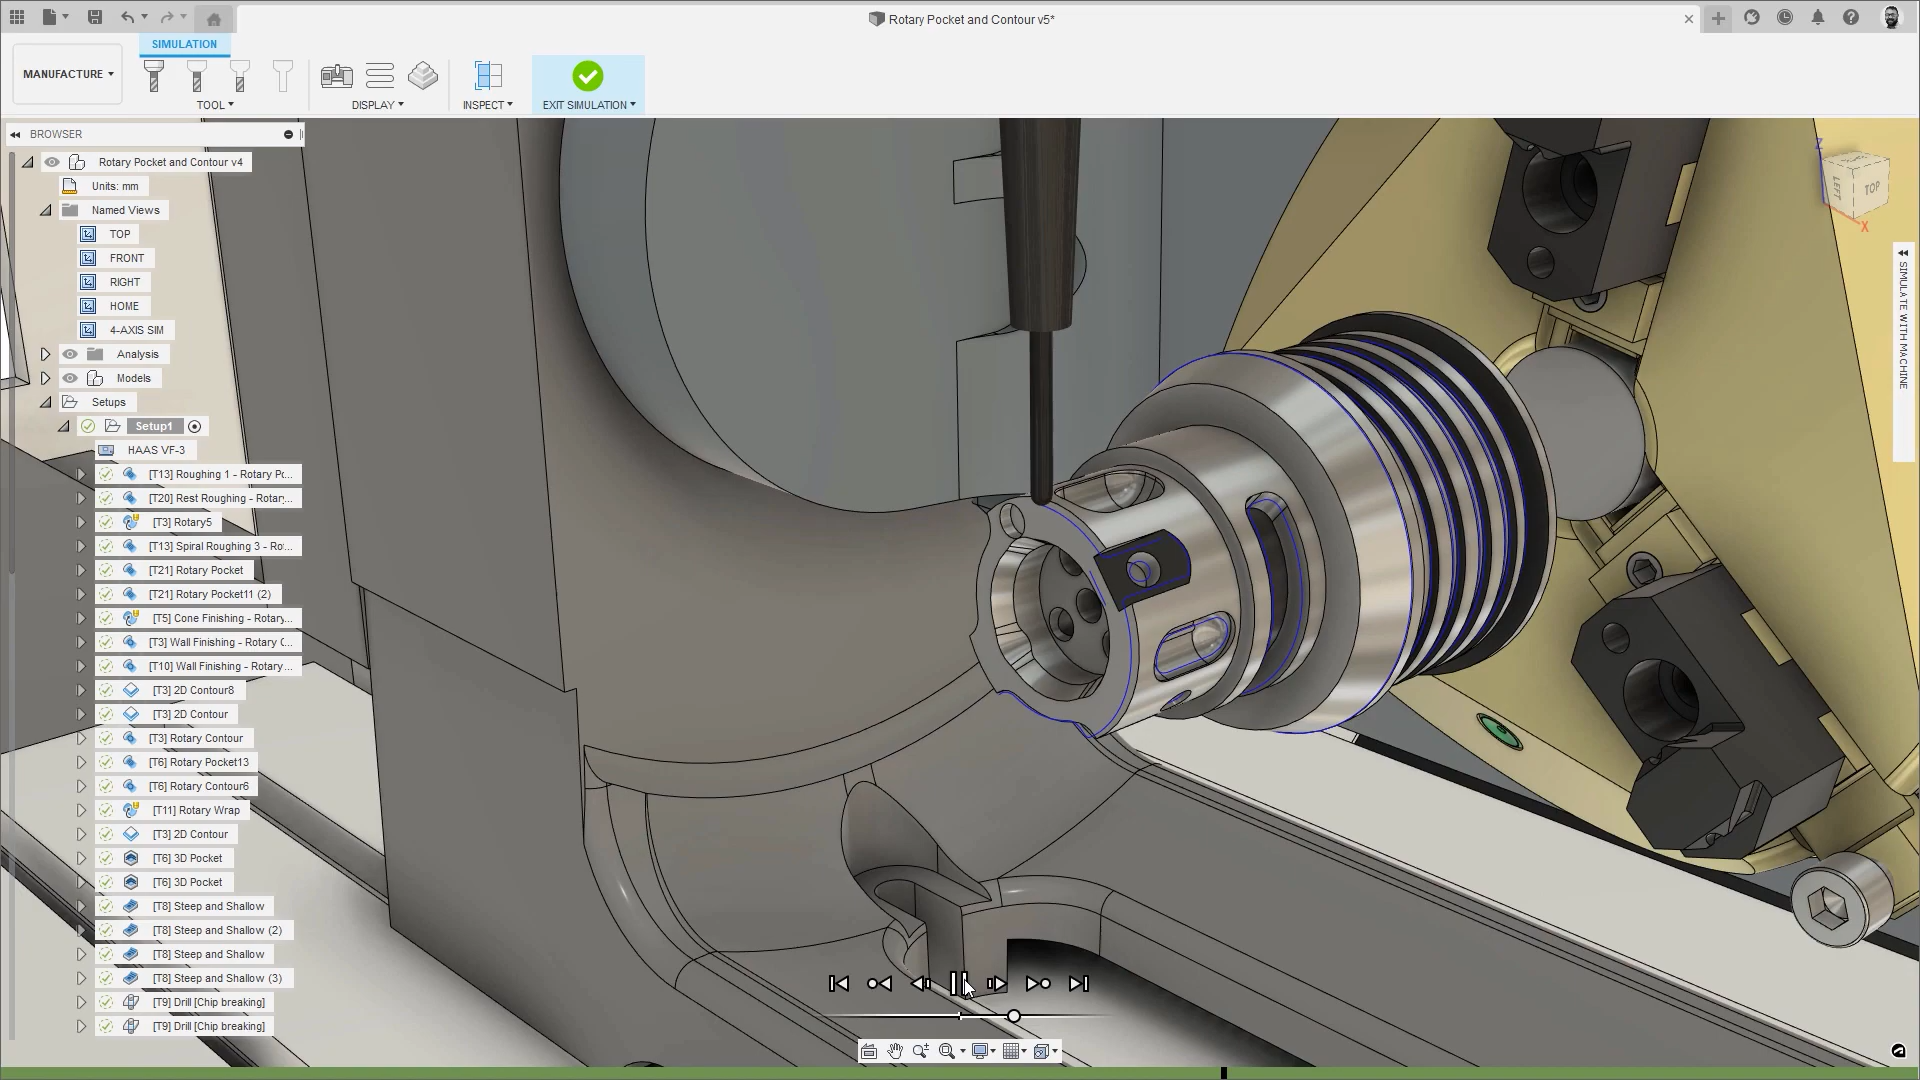 Rotary Pocket and Contour v5*
SIMULATION
MANUFACTURE
TOOL
DISPLAY
INSPECT
EXIT SIMULATION
BROWSER
Rotary Pocket and Contour v4
Units: mm
Named Views
TOP
FRONT
RIGHT
HOME
4-AXIS SIM
Analysis
Models
Setups
Setup1
HAAS VF-3
[T13] Roughing 1 - Rotary Po...
[T20] Rest Roughing - Rotary...
[T3] Rotary5
[T13] Spiral Roughing 3 - Ro...
[T21] Rotary Pocket
[T21] Rotary Pocket11 (2)
[T5] Cone Finishing - Rotary...
[T3] Wall Finishing - Rotary C...
[T10] Wall Finishing - Rotary...
[T3] 2D Contour8
[T3] 2D Contour
[T3] Rotary Contour
[T6] Rotary Pocket13
[T6] Rotary Contour6
[T11] Rotary Wrap
[T3] 2D Contour
[T6] 3D Pocket
[T6] 3D Pocket
[T8] Steep and Shallow
[T8] Steep and Shallow (2)
[T8] Steep and Shallow
[T8] Steep and Shallow (3)
[T9] Drill [Chip breaking]
[T9] Drill [Chip breaking]
Z
LEFT
TOP
X
SIMULATE WITH MACHINE